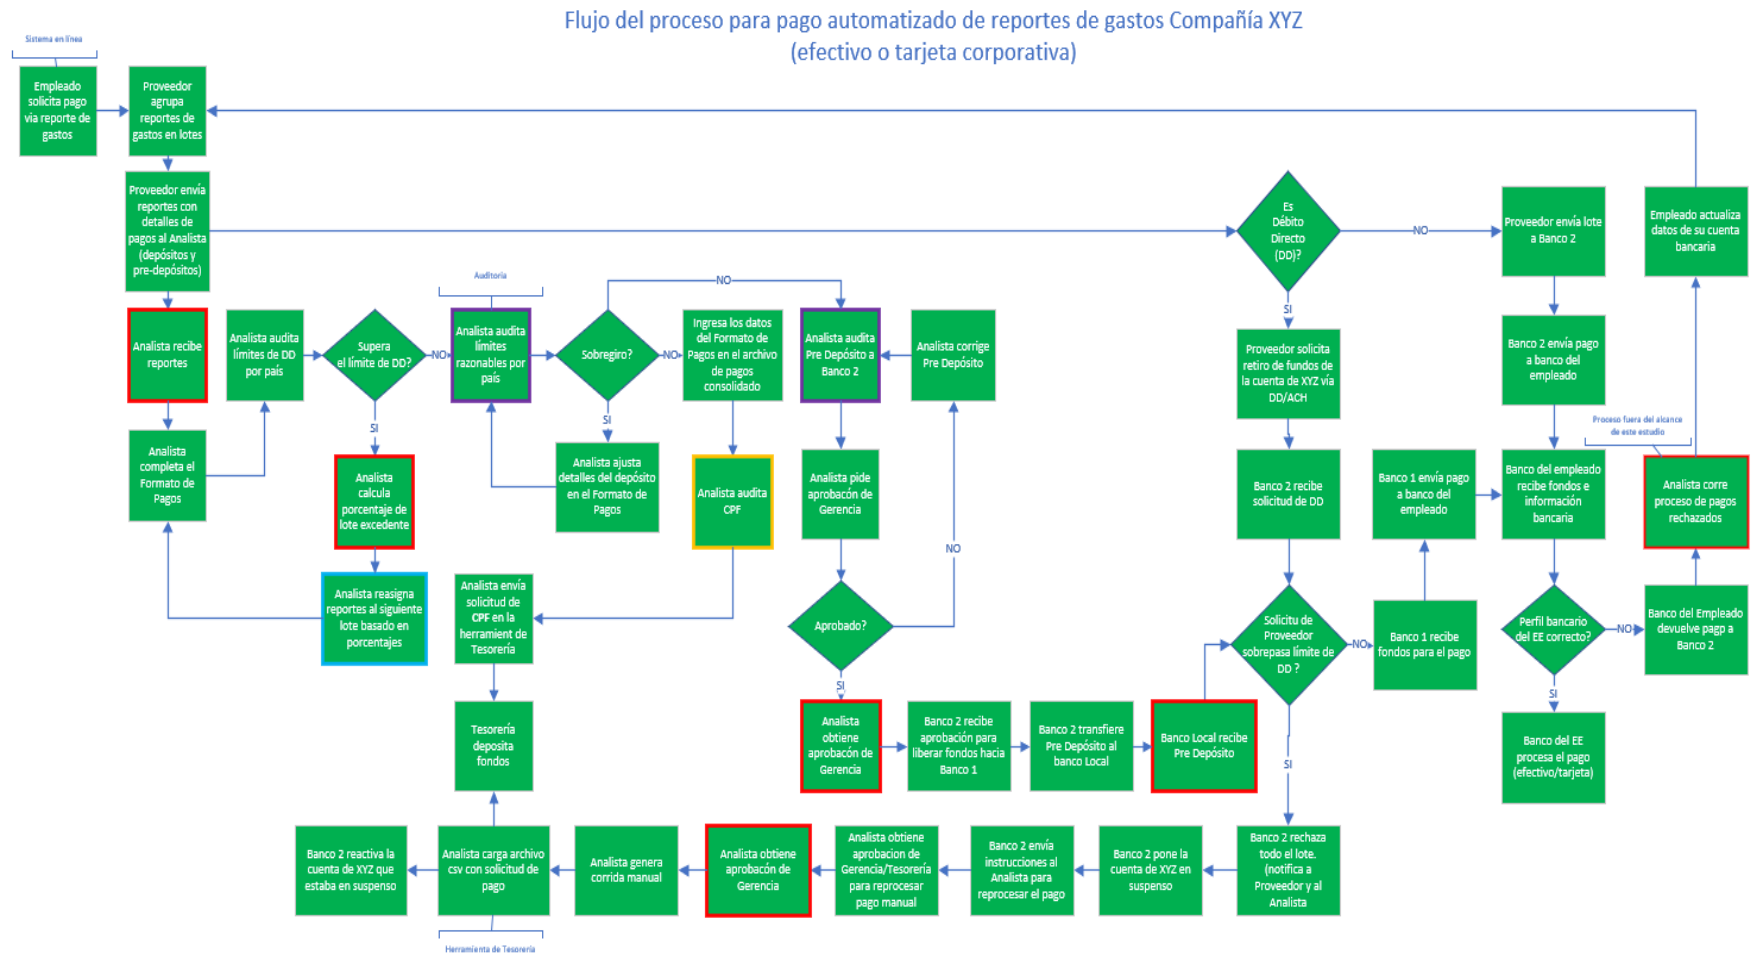 Flujo del proceso para pago automatizado de reportes de gastos Compañía XYZ
(efectivo o tarjeta corporativa)
Sistema en línea
Empleado
solicita pago
via reporte de
gastos
Proveedor
agrupa
reportes de
gastos en lotes
Proveedor envía
reportes con
detalles de
pagos al Analista
(depósitos y
pre-depósitos)
Es
Débito
Directo
(DD)?
NO
Proveedor envía lote
a Banco 2
Empleado actualiza
datos de su cuenta
bancaria
Auditoria
NO
SI
Analista recibe
reportes
Analista audita
límites de DD
por país
Supera
el límite de DD?
NO
Analista audita
límites
razonables por
país
Sobregiro?
NO
Ingresa los datos
del Formato de
Pagos en el archivo
de pagos
consolidado
Analista audita
Pre Depósito a
Banco 2
Analista corrige
Pre Depósito
Proveedor solicita
retiro de fondos de
la cuenta de XYZ vía
DD/ACH
Banco 2 envía pago
a banco del
empleado
SI
SI
Proceso fuera del alcance
de este estudio
Analista
completa el
Formato de
Pagos
Analista
calcula
porcentaje de
lote excedente
Analista ajusta
detalles del depósito
en el Formato de
Pagos
Analista audita
CPF
Analista pide
aprobación de
Gerencia
Banco 2 recibe
solicitud de DD
Banco 1 envía pago
a banco del
empleado
Banco del empleado
recibe fondos e
información
bancaria
Analista corre
proceso de pagos
rechazados
NO
Analista reasigna
reportes al siguiente
lote basado en
porcentajes
Analista envía
solicitud de
CPF en la
herramient de
Tesorería
Aprobado?
Solicitu de
Proveedor
sobrepasa límite de
DD ?
NO
Banco 1 recibe
fondos para el pago
Perfil bancario
del EE correcto?
NO
Banco del Empleado
devuelve pagp a
Banco 2
SI
SI
Tesorería
deposita
fondos
Analista
obtiene
aprobación de
Gerencia
Banco 2 recibe
aprobación para
liberar fondos hacia
Banco 1
Banco 2 transfiere
Pre Depósito al
banco Local
Banco Local recibe
Pre Depósito
SI
Banco del EE
procesa el pago
(efectivo/tarjeta)
Banco 2 reactiva la
cuenta de XYZ que
estaba en suspenso
Analista carga archivo
csv con solicitud de
pago
Analista genera
corrida manual
Analista obtiene
aprobacón de
Gerencia
Analista obtiene
aprobacion de
Gerencia/Tesorería
para reprocesar
pago manual
Banco 2 envía
instrucciones al
Analista para
reprocesar el pago
Banco 2 pone la
cuenta de XYZ en
suspenso
Banco 2 rechaza
todo el lote.
(notifica a
Proveedor y al
Analista
Herramienta de Tesorería